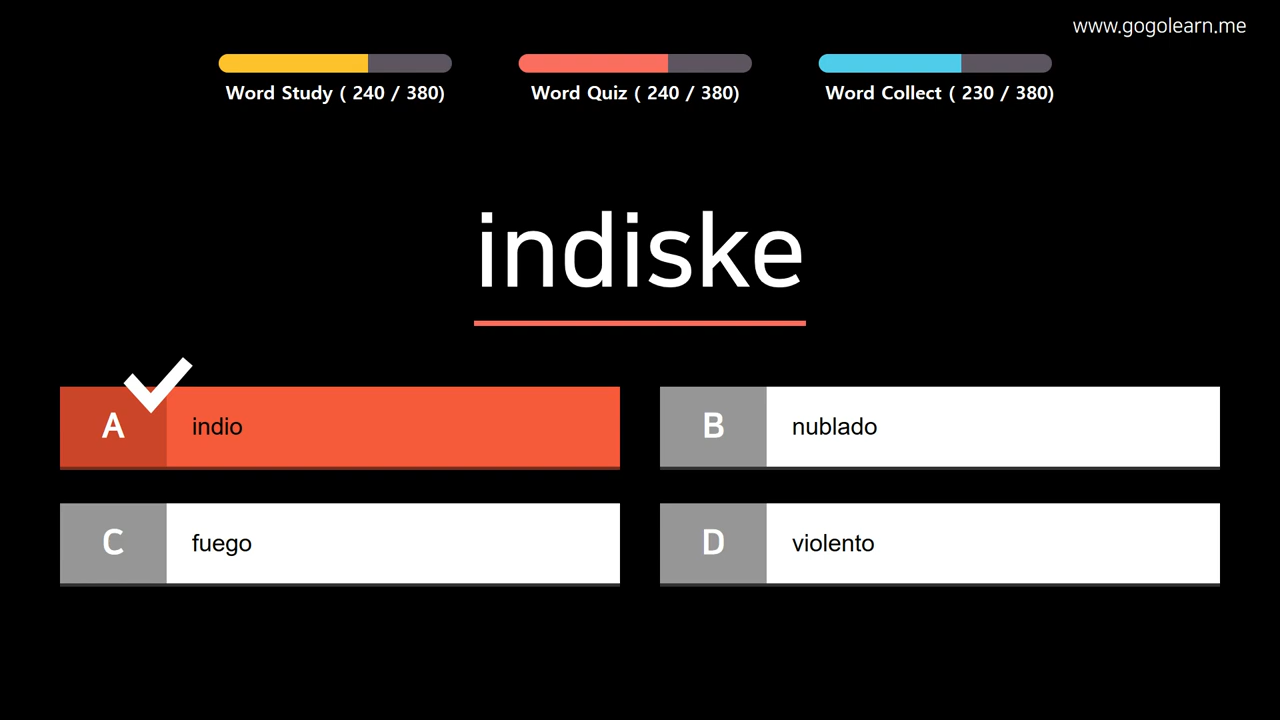 www.gogolearn.me
Word Study ( 240 / 380)
Word Quiz ( 240 / 380)
Word Collect ( 230 / 380)
indiske
A indio
B nublado
C fuego
D violento